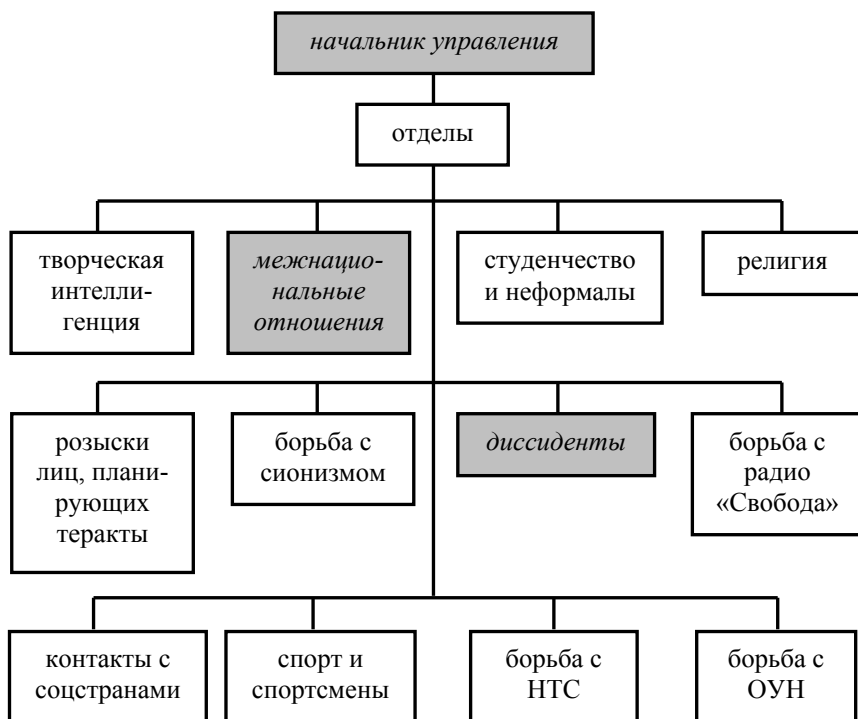 начальник управления
отделы
творческая
интелли-
генция
межнацио-
нальные
отношения
студенчество
и неформалы
религия
розыски
лиц, плани-
рующих
теракты
борьба с
сионизмом
диссиденты
борьба с
радио
«Свобода»
контакты с
соцстранами
спорт и
спортсмены
борьба с
НТС
борьба с
ОУН